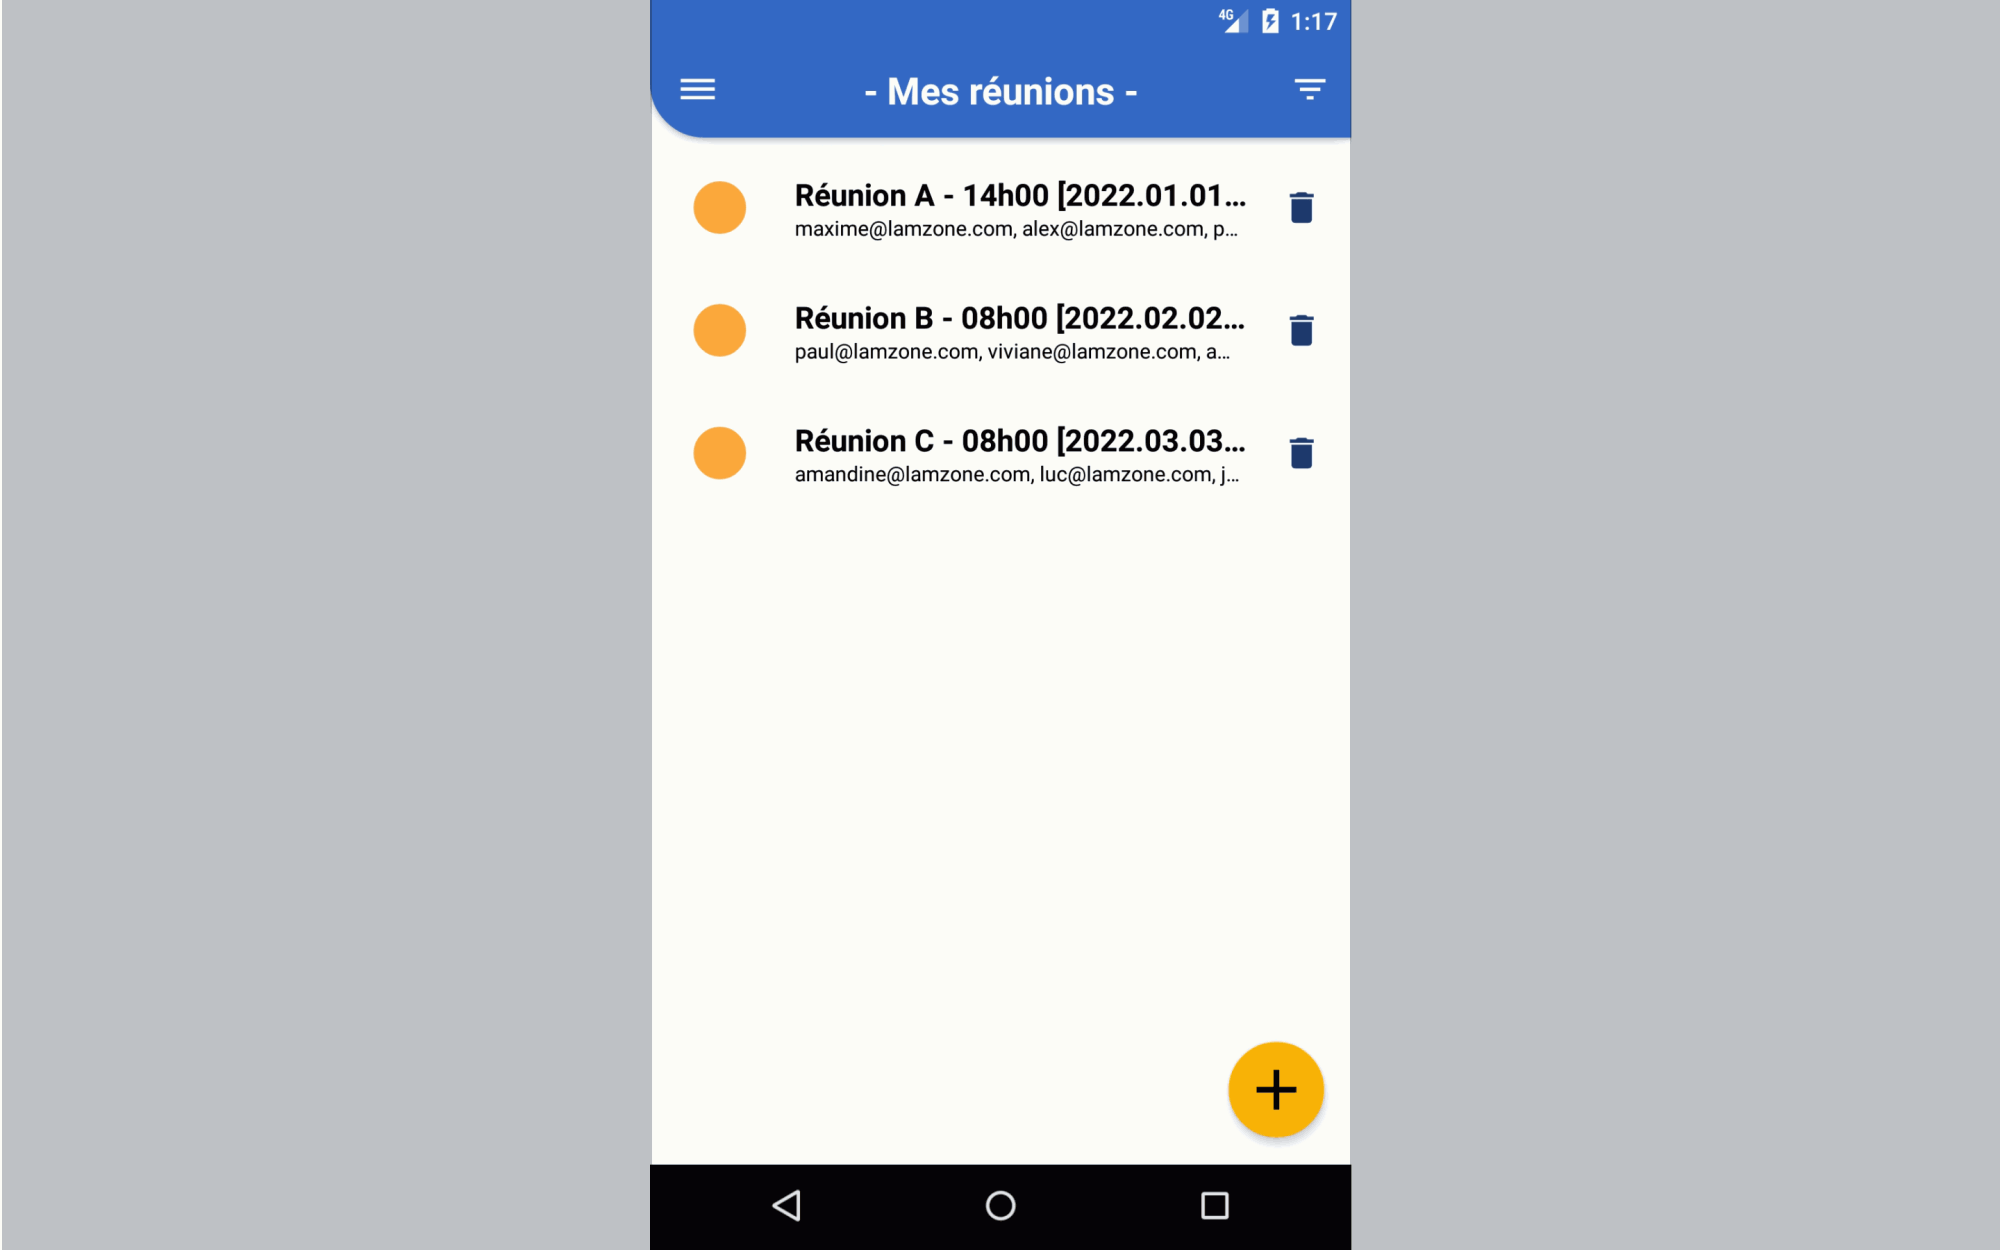 4G 1:17
- Mes réunions -
Réunion A - 14h00 [2022.01.01...
maxime@lamzone.com, alex@lamzone.com, p...
Réunion B - 08h00 [2022.02.02...
paul@lamzone.com, viviane@lamzone.com, a...
Réunion C - 08h00 [2022.03.03...
amandine@lamzone.com, luc@lamzone.com, j...